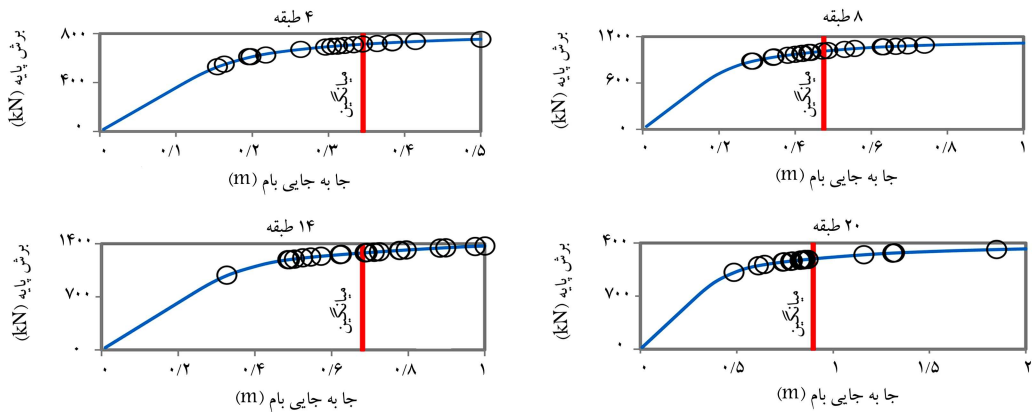 ۴ طبقه
۸۰۰
۴۰۰
۰
برش پایه (kN)
میانگین
۰ ۰/۱ ۰/۲ ۰/۳ ۰/۴ ۰/۵
جا به جایی بام (m)
۸ طبقه
۱۲۰۰
۶۰۰
۰
برش پایه (kN)
میانگین
۰ ۰/۲ ۰/۴ ۰/۶ ۰/۸ ۱
جا به جایی بام (m)
۱۴ طبقه
۱۴۰۰
۷۰۰
۰
برش پایه (kN)
میانگین
۰ ۰/۲ ۰/۴ ۰/۶ ۰/۸ ۱
جا به جایی بام (m)
۲۰ طبقه
۴۰۰
۲۰۰
۰
برش پایه (kN)
میانگین
۰ ۰/۵ ۱ ۱/۵ ۲
جا به جایی بام (m)